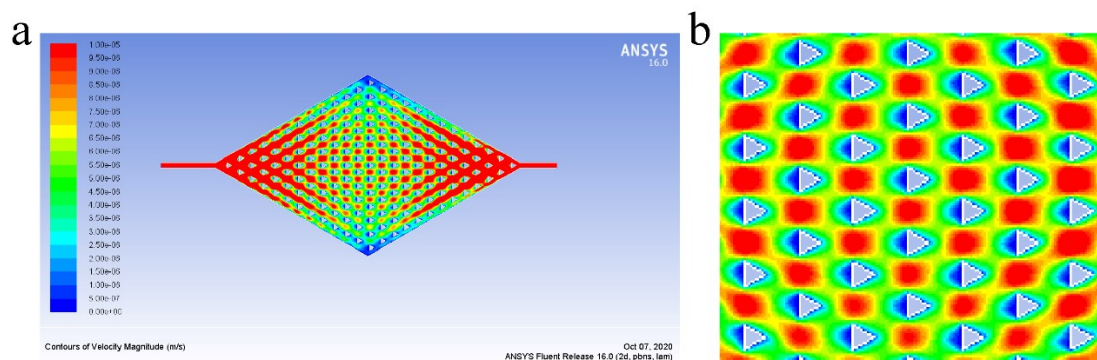 a
b
ANSYS
16.0
1.00e-05
9.50e-06
9.00e-06
8.50e-06
8.00e-06
7.50e-06
7.00e-06
6.50e-06
6.00e-06
5.50e-06
5.00e-06
4.50e-06
4.00e-06
3.50e-06
3.00e-06
2.50e-06
2.00e-06
1.50e-06
1.00e-06
5.00e-07
0.00e+00
Contours of Velocity Magnitude (m/s)
Oct 07, 2020
ANSYS Fluent Release 16.0 (2d, pbns, lam)